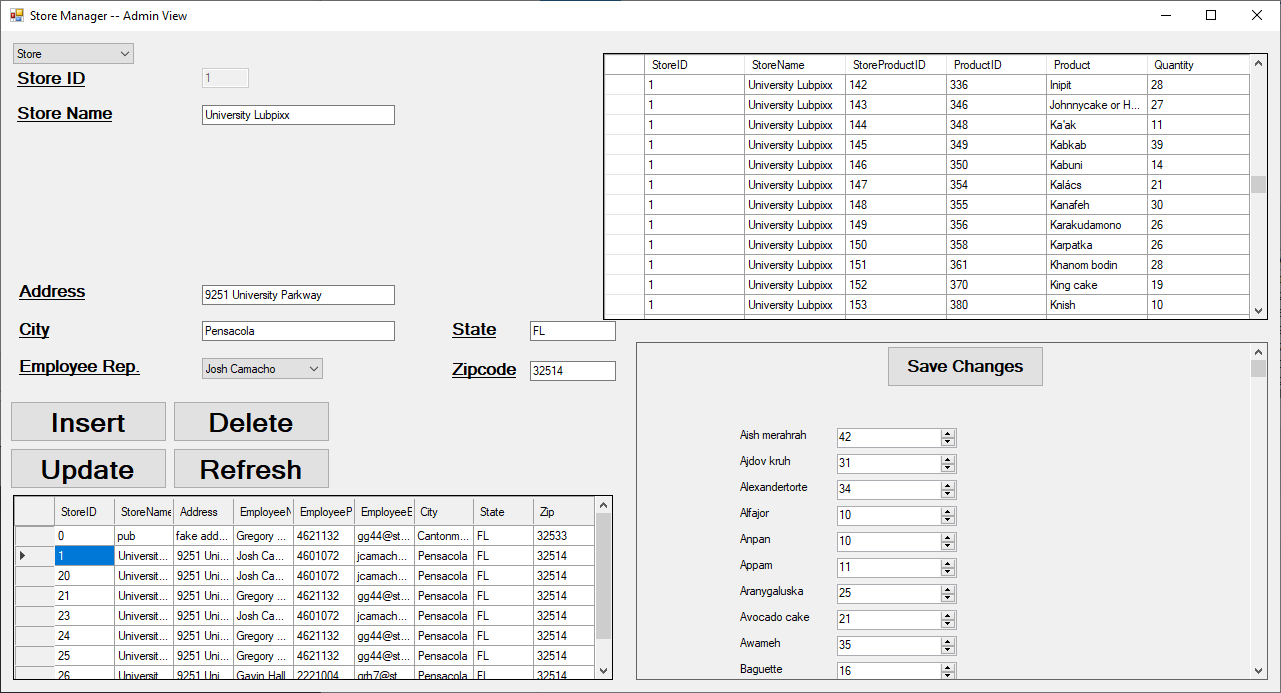 Store Manager -- Admin View
Store
Store ID
1
Store Name
University Lubpixx
Address
9251 University Parkway
City
Pensacola
State
FL
Employee Rep.
Josh Camacho
Zipcode
32514
Insert
Delete
Update
Refresh
StoreID StoreName StoreProductID ProductID Product Quantity
1 University Lubpixx 142 336 Inipit 28
1 University Lubpixx 143 346 Johnnycake or H... 27
1 University Lubpixx 144 348 Ka'ak 11
1 University Lubpixx 145 349 Kabkab 39
1 University Lubpixx 146 350 Kabuni 14
1 University Lubpixx 147 354 Kalács 21
1 University Lubpixx 148 355 Kanafeh 30
1 University Lubpixx 149 356 Karakudamono 26
1 University Lubpixx 150 358 Karpatka 26
1 University Lubpixx 151 361 Khanom bodin 28
1 University Lubpixx 152 370 King cake 19
1 University Lubpixx 153 380 Knish 10
StoreID StoreName Address EmployeeN EmployeeP EmployeeE City State Zip
0 pub fake add... Gregory ... 4621132 gg44@st... Cantonm... FL 32533
1 Universit... 9251 Uni... Josh Ca... 4601072 jcamach... Pensacola FL 32514
20 Universit... 9251 Uni... Josh Ca... 4601072 jcamach... Pensacola FL 32514
21 Universit... 9251 Uni... Gregory ... 4621132 gg44@st... Pensacola FL 32514
23 Universit... 9251 Uni... Josh Ca... 4601072 jcamach... Pensacola FL 32514
24 Universit... 9251 Uni... Gregory ... 4621132 gg44@st... Pensacola FL 32514
25 Universit... 9251 Uni... Gregory ... 4621132 gg44@st... Pensacola FL 32514
26 Universit... 9251 Uni... Gavin Hall 2221004 grh7@st... Pensacola FL 32514
Save Changes
Aish merahrah 42
Ajdov kruh 31
Alexandertorte 34
Alfajor 10
Anpan 10
Appam 11
Aranygaluska 25
Avocado cake 21
Awameh 35
Baguette 16